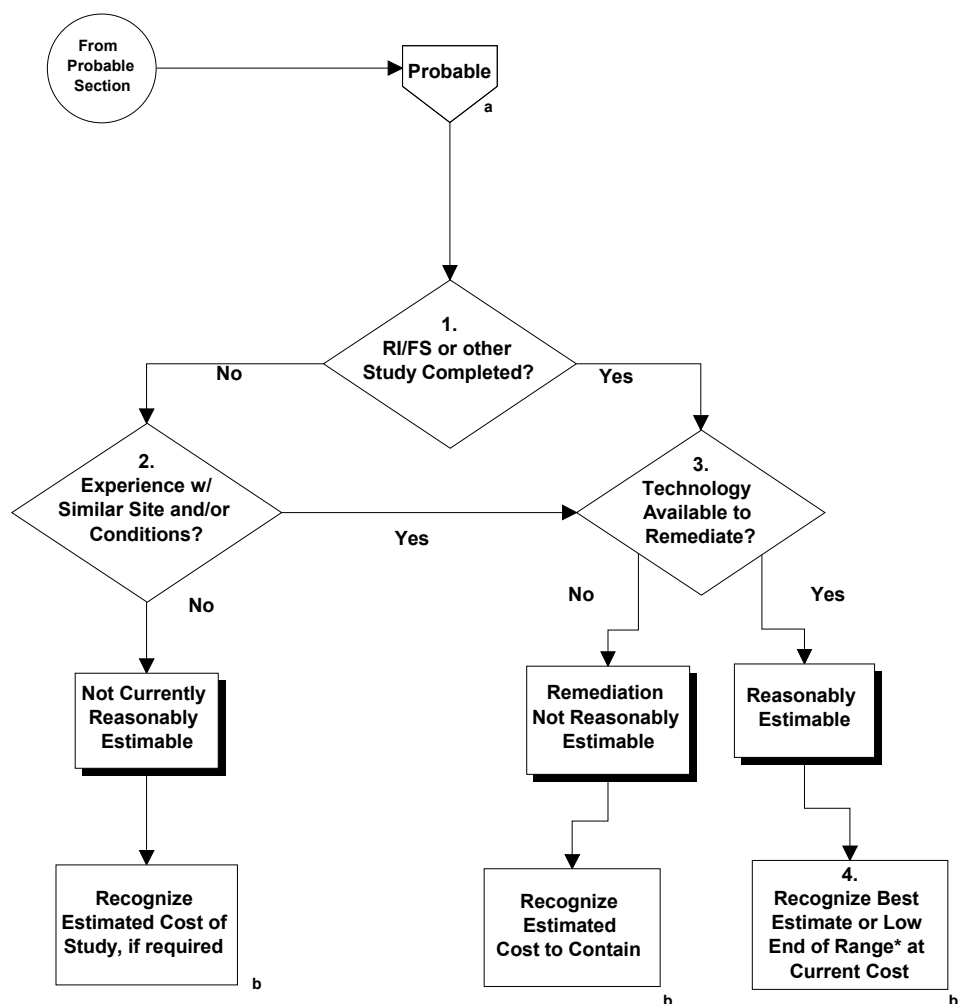 From
Probable
Section
Probable
a
1.
RI/FS or other
Study Completed?
No
Yes
2.
Experience w/
Similar Site and/or
Conditions?
Yes
3.
Technology
Available to
Remediate?
No
No
Yes
Not Currently
Reasonably
Estimable
Remediation
Not Reasonably
Estimable
Reasonably
Estimable
Recognize
Estimated Cost of
Study, if required
b
Recognize
Estimated
Cost to Contain
b
4.
Recognize Best
Estimate or Low
End of Range* at
Current Cost
b